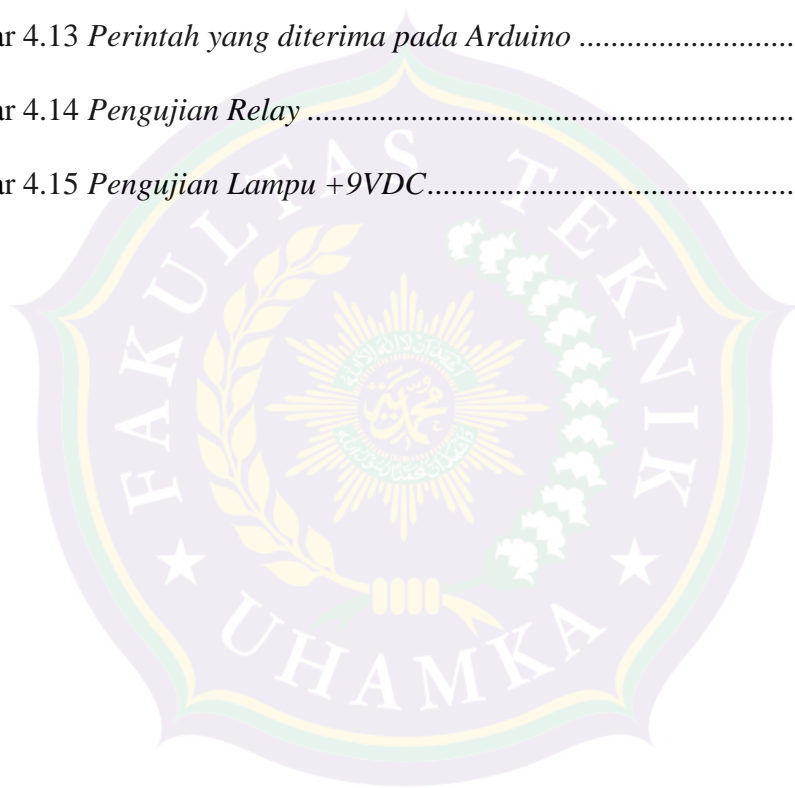 ar 4.13 Perintah yang diterima pada Arduino ...........................
ar 4.14 Pengujian Relay ..............................................................
ar 4.15 Pengujian Lampu +9VDC..............................................
FAKULTAS TEKNIK
UHAMKA